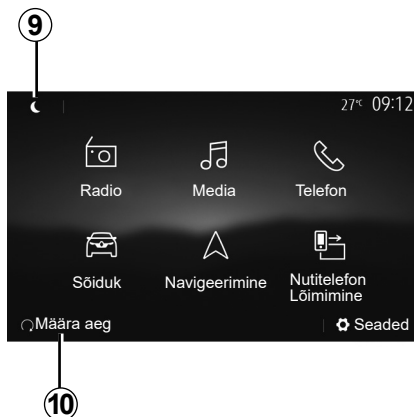 9
27°C 09:12
Radio Media Telefon
Sõiduk Navigeerimine Nutitelefon
Lõimimine
Määra aeg Seaded
10